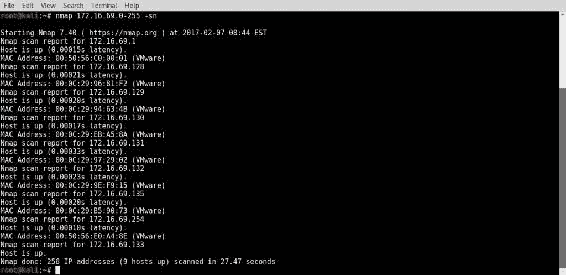 File Edit View Search Terminal Help
root@kali:~# nmap 172.16.69.0-255 -sn
Starting Nmap 7.40 ( https://nmap.org ) at 2017-02-07 08:44 EST
Nmap scan report for 172.16.69.1
Host is up (0.00015s latency).
MAC Address: 00:50:56:C0:00:01 (VMware)
Nmap scan report for 172.16.69.128
Host is up (0.00021s latency).
MAC Address: 00:0C:29:96:81:F2 (VMware)
Nmap scan report for 172.16.69.129
Host is up (0.00020s latency).
MAC Address: 00:0C:29:94:63:4B (VMware)
Nmap scan report for 172.16.69.130
Host is up (0.00017s latency).
MAC Address: 00:0C:29:EB:A5:8A (VMware)
Nmap scan report for 172.16.69.131
Host is up (0.00033s latency).
MAC Address: 00:0C:29:97:29:02 (VMware)
Nmap scan report for 172.16.69.132
Host is up (0.00023s latency).
MAC Address: 00:0C:29:9E:F9:15 (VMware)
Nmap scan report for 172.16.69.135
Host is up (0.00020s latency).
MAC Address: 00:0C:29:B5:90:73 (VMware)
Nmap scan report for 172.16.69.254
Host is up (0.00010s latency).
MAC Address: 00:50:56:E0:A4:8E (VMware)
Nmap scan report for 172.16.69.133
Host is up.
Nmap done: 256 IP addresses (9 hosts up) scanned in 27.47 seconds
root@kali:~#